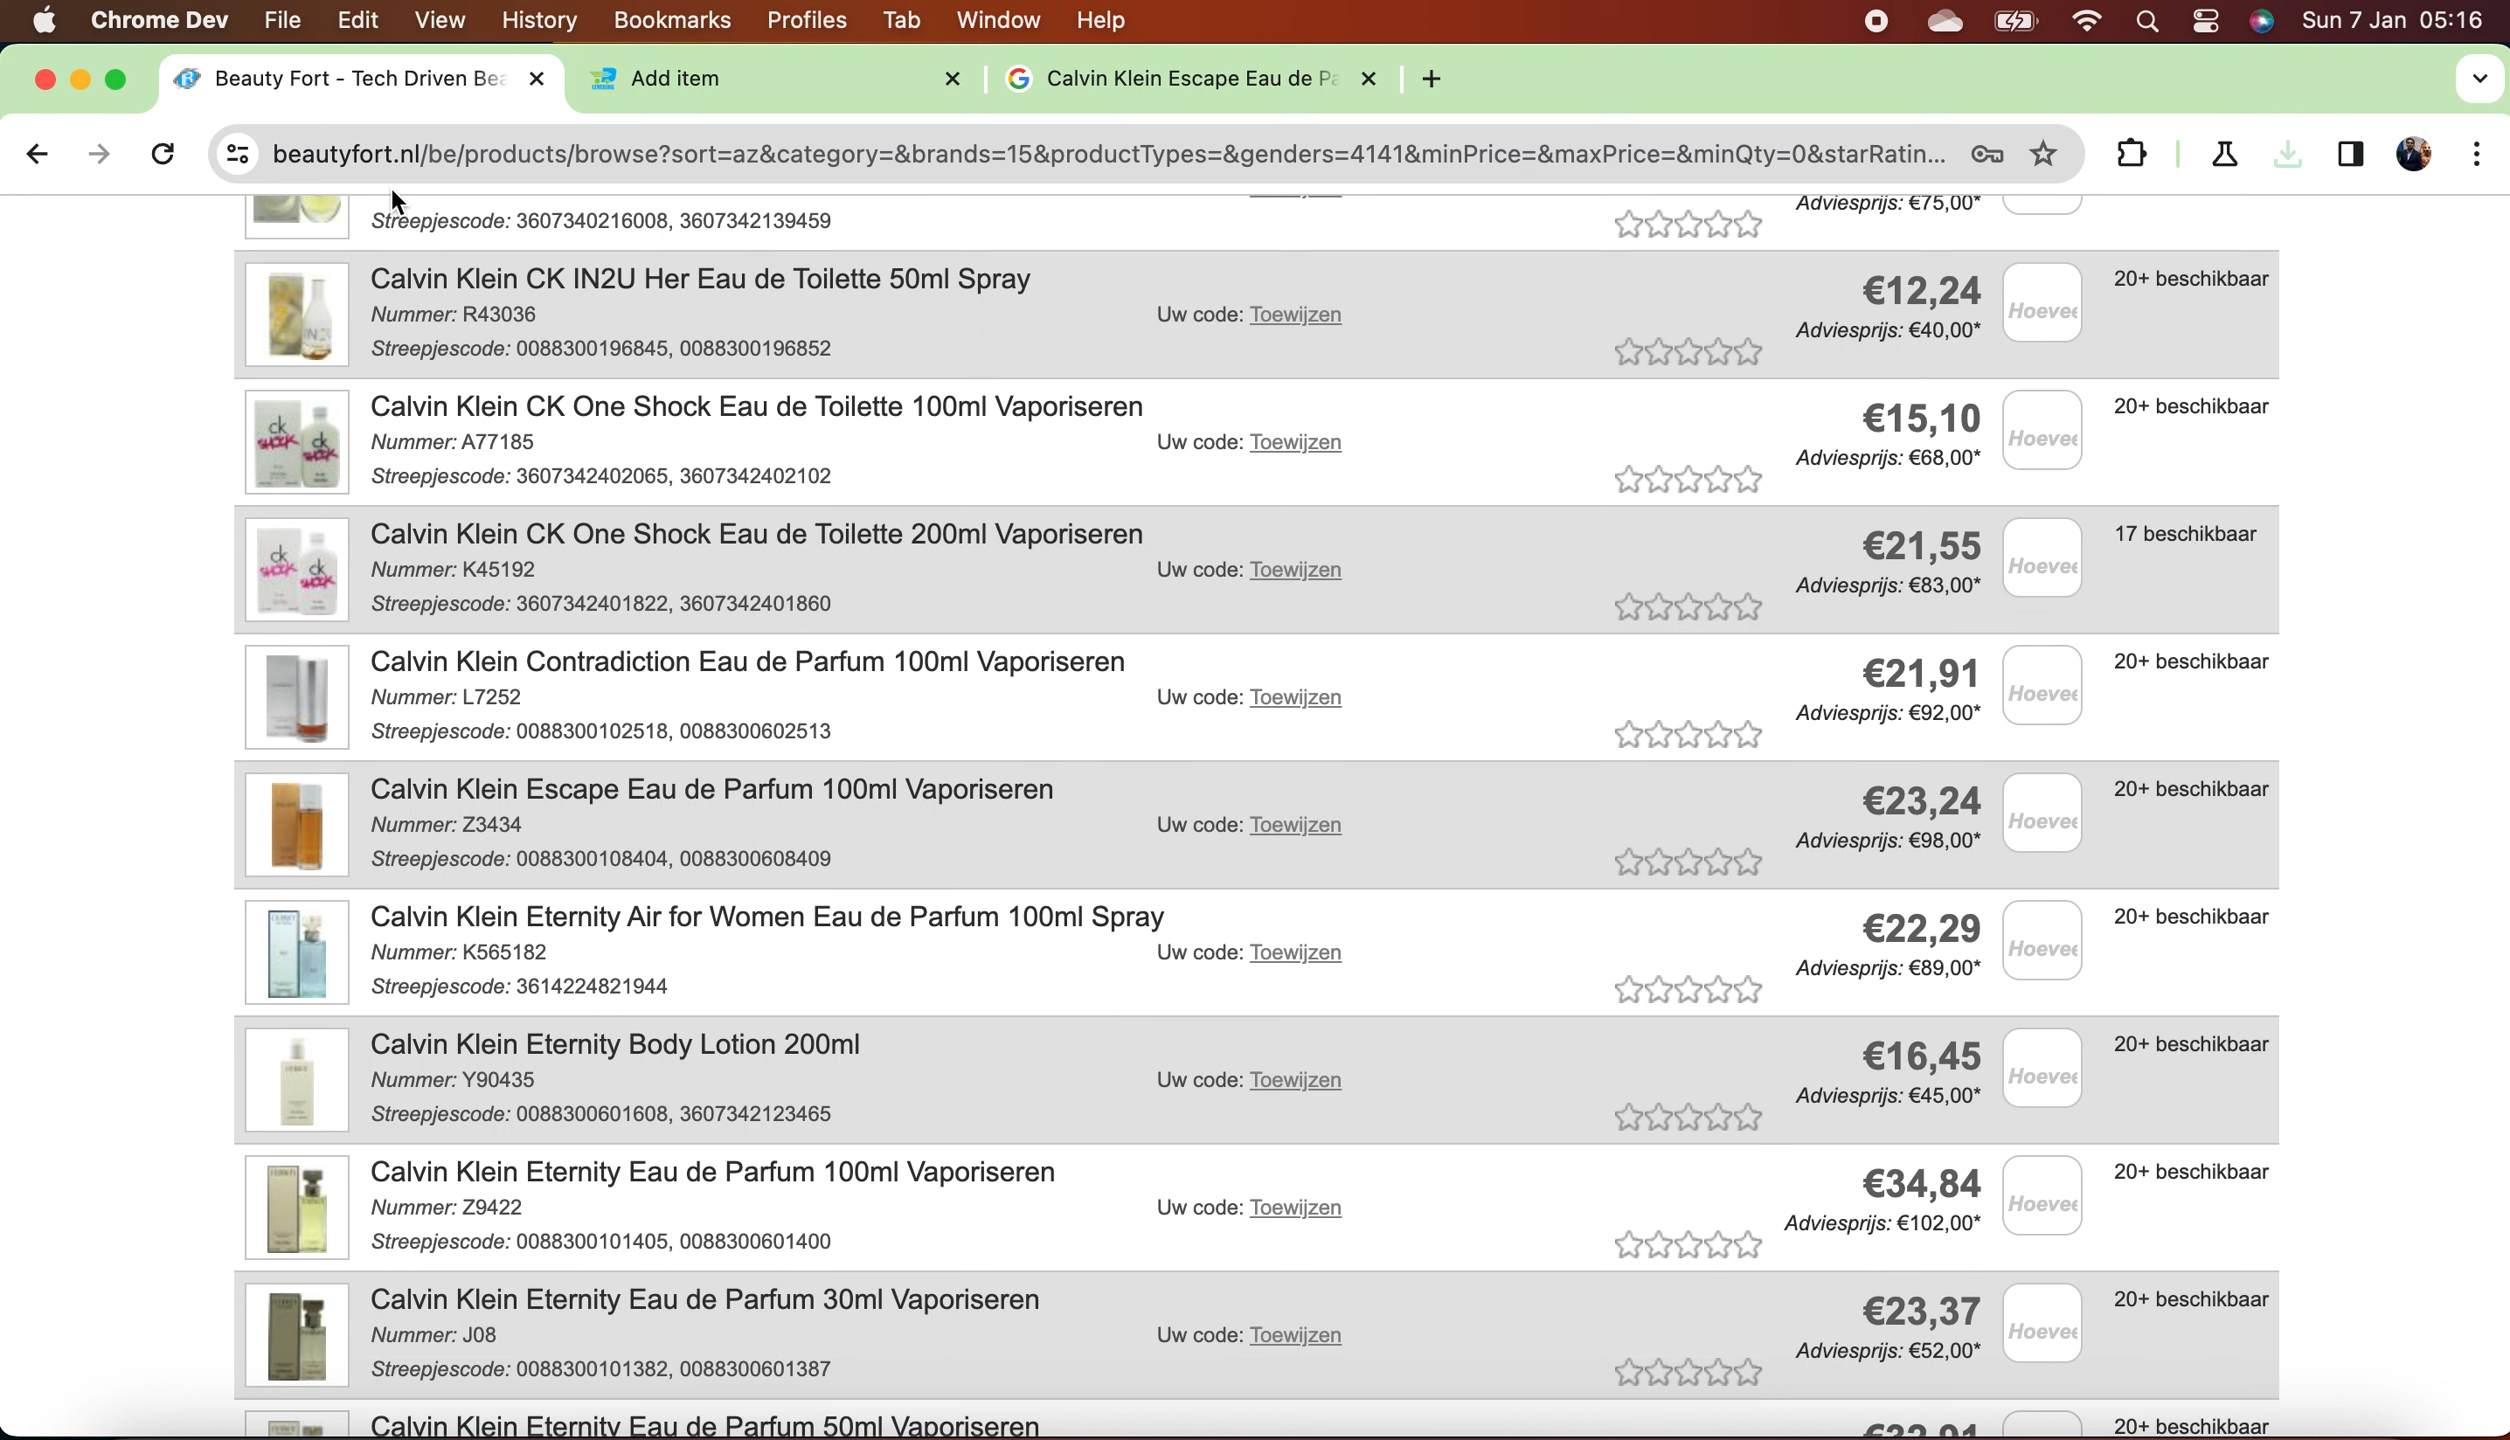 Chrome Dev File Edit View History Bookmarks Profiles Tab Window Help Sun 7 Jan 05:16
Beauty Fort - Tech Driven Bea Add item Calvin Klein Escape Eau de Pa
beautyfort.nl/be/products/browse?sort=az&category=&brands=15&productTypes=&genders=4141&minPrice=&maxPrice=&minQty=0&starRatin...
Streepjescode: 3607340216008, 3607342139459 Adviesprijs: €75,00*
Calvin Klein CK IN2U Her Eau de Toilette 50ml Spray €12,24 20+ beschikbaar
Nummer: R43036 Uw code: Toewijzen Hoevee
Streepjescode: 0088300196845, 0088300196852 Adviesprijs: €40,00*
Calvin Klein CK One Shock Eau de Toilette 100ml Vaporiseren €15,10 20+ beschikbaar
Nummer: A77185 Uw code: Toewijzen Hoevee
Streepjescode: 3607342402065, 3607342402102 Adviesprijs: €68,00*
Calvin Klein CK One Shock Eau de Toilette 200ml Vaporiseren €21,55 17 beschikbaar
Nummer: K45192 Uw code: Toewijzen Hoevee
Streepjescode: 3607342401822, 3607342401860 Adviesprijs: €83,00*
Calvin Klein Contradiction Eau de Parfum 100ml Vaporiseren €21,91 20+ beschikbaar
Nummer: L7252 Uw code: Toewijzen Hoevee
Streepjescode: 0088300102518, 0088300602513 Adviesprijs: €92,00*
Calvin Klein Escape Eau de Parfum 100ml Vaporiseren €23,24 20+ beschikbaar
Nummer: Z3434 Uw code: Toewijzen Hoevee
Streepjescode: 0088300108404, 0088300608409 Adviesprijs: €98,00*
Calvin Klein Eternity Air for Women Eau de Parfum 100ml Spray €22,29 20+ beschikbaar
Nummer: K565182 Uw code: Toewijzen Hoevee
Streepjescode: 3614224821944 Adviesprijs: €89,00*
Calvin Klein Eternity Body Lotion 200ml €16,45 20+ beschikbaar
Nummer: Y90435 Uw code: Toewijzen Hoevee
Streepjescode: 0088300601608, 3607342123465 Adviesprijs: €45,00*
Calvin Klein Eternity Eau de Parfum 100ml Vaporiseren €34,84 20+ beschikbaar
Nummer: Z9422 Uw code: Toewijzen Hoevee
Streepjescode: 0088300101405, 0088300601400 Adviesprijs: €102,00*
Calvin Klein Eternity Eau de Parfum 30ml Vaporiseren €23,37 20+ beschikbaar
Nummer: J08 Uw code: Toewijzen Hoevee
Streepjescode: 0088300101382, 0088300601387 Adviesprijs: €52,00*
Calvin Klein Eternity Eau de Parfum 50ml Vaporiseren 20+ beschikbaar